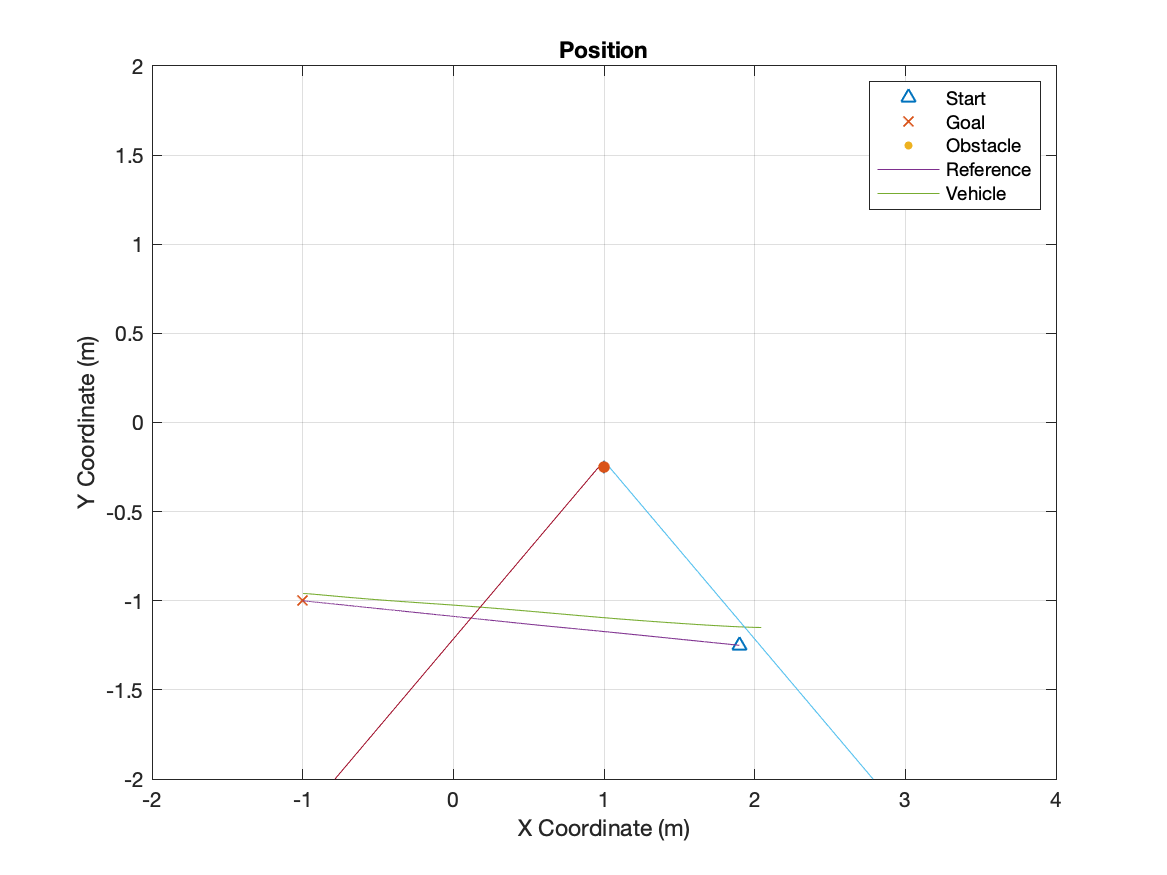 Position
2
1.5
1
0.5
0
-0.5
-1
-1.5
-2
Y Coordinate (m)
-2
-1
0
1
2
3
4
X Coordinate (m)
Start
Goal
Obstacle
Reference
Vehicle